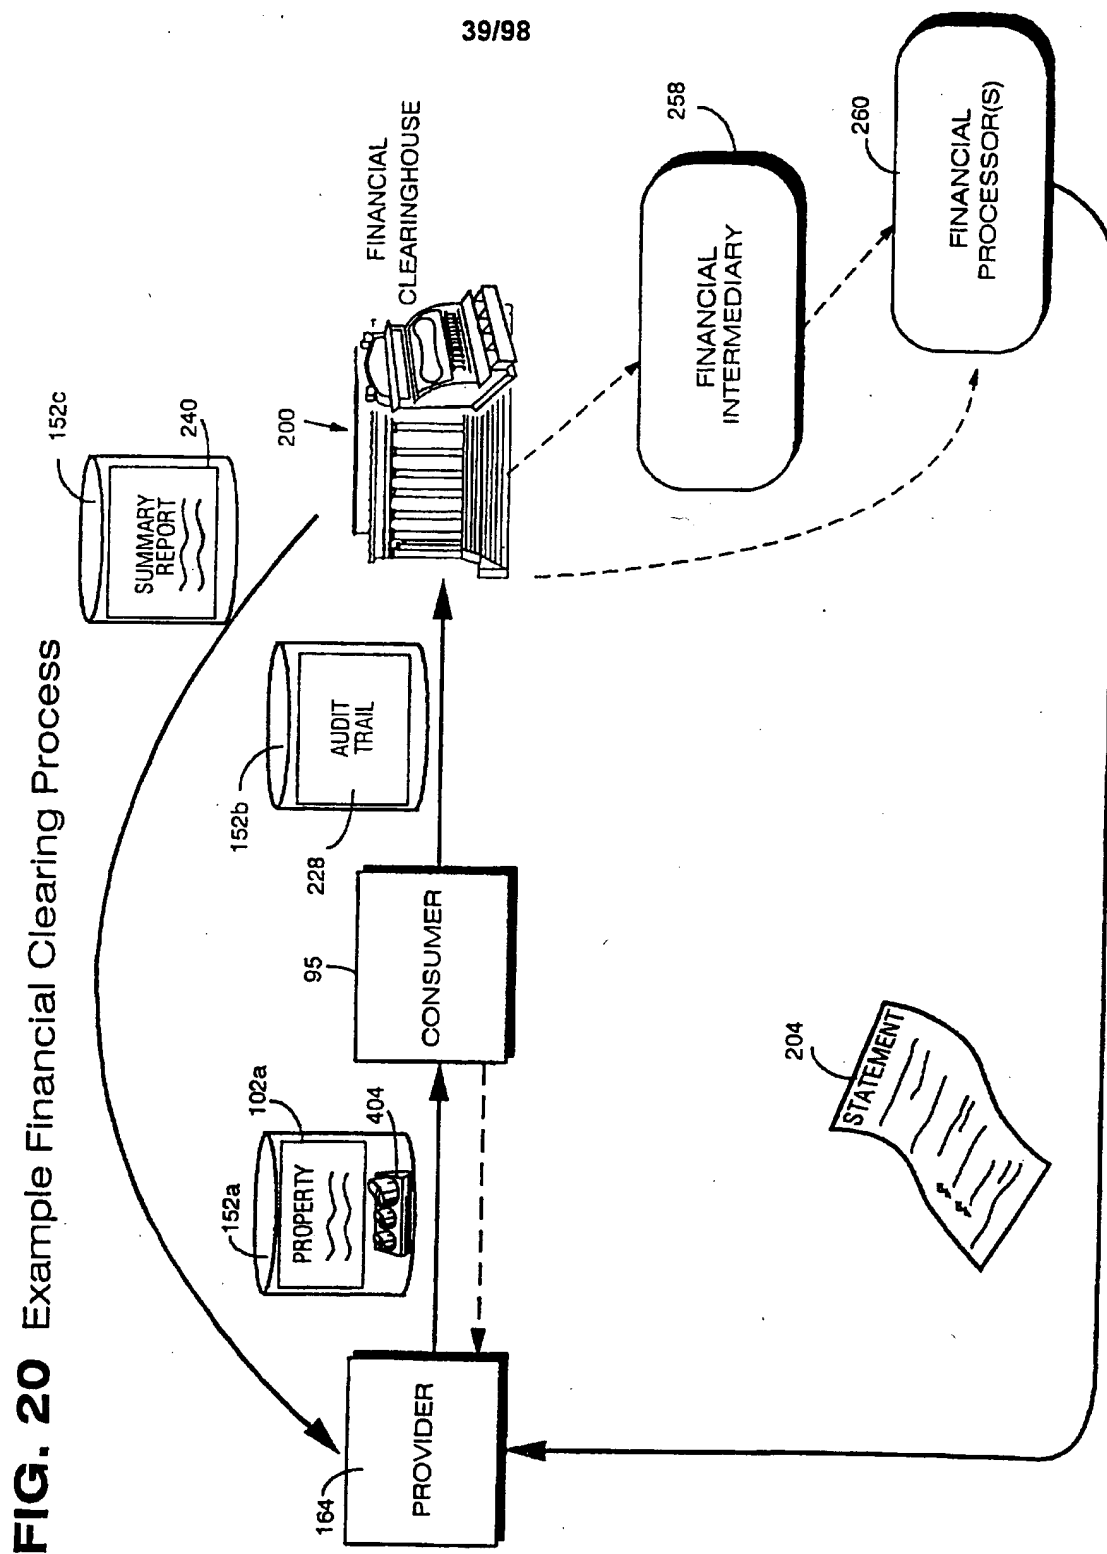 39/98
FIG. 20 Example Financial Clearing Process
152c
SUMMARY
REPORT
240
200
FINANCIAL
CLEARINGHOUSE
152b
AUDIT
TRAIL
228
152a
102a
PROPERTY
404
164
PROVIDER
95
CONSUMER
258
FINANCIAL
INTERMEDIARY
260
FINANCIAL
PROCESSOR(S)
204
STATEMENT